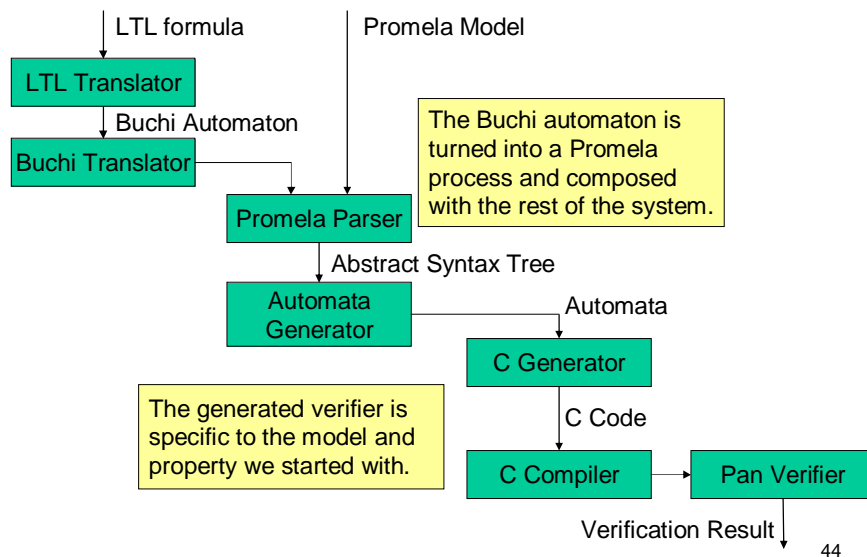 LTL formula
Promela Model
LTL Translator
Buchi Automaton
Buchi Translator
The Buchi automaton is
turned into a Promela
process and composed
with the rest of the system.
Promela Parser
Abstract Syntax Tree
Automata
Generator
Automata
C Generator
The generated verifier is
specific to the model and
property we started with.
C Code
C Compiler
Pan Verifier
Verification Result
44